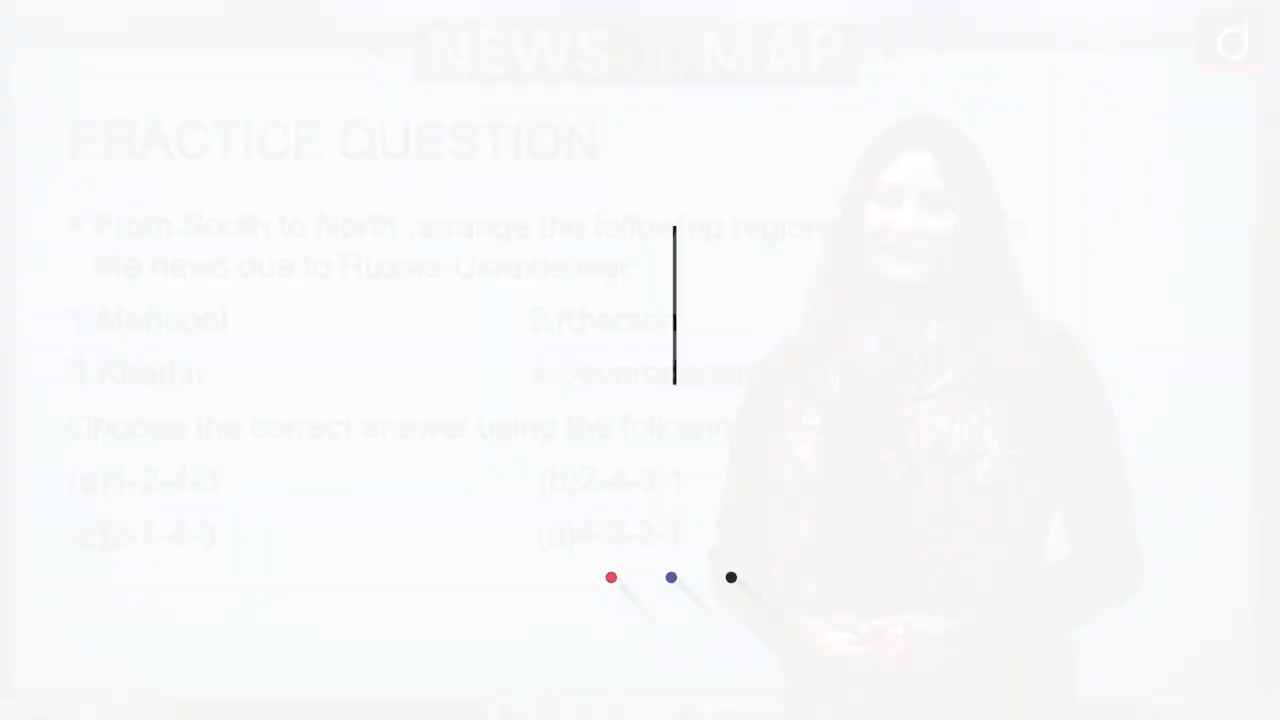 NEWS ON MAP
d
PRACTICE QUESTION
• From South to North ,arrange the following regions
the news due to Russia-Ukraine war
1.Mariupol 2.Kherson
3.Kharkiv
Choose the correct answer using the following
(a)1-2-4-3 (b)2-4-3-1
(c)2-1-4-3 (d)4-3-2-1